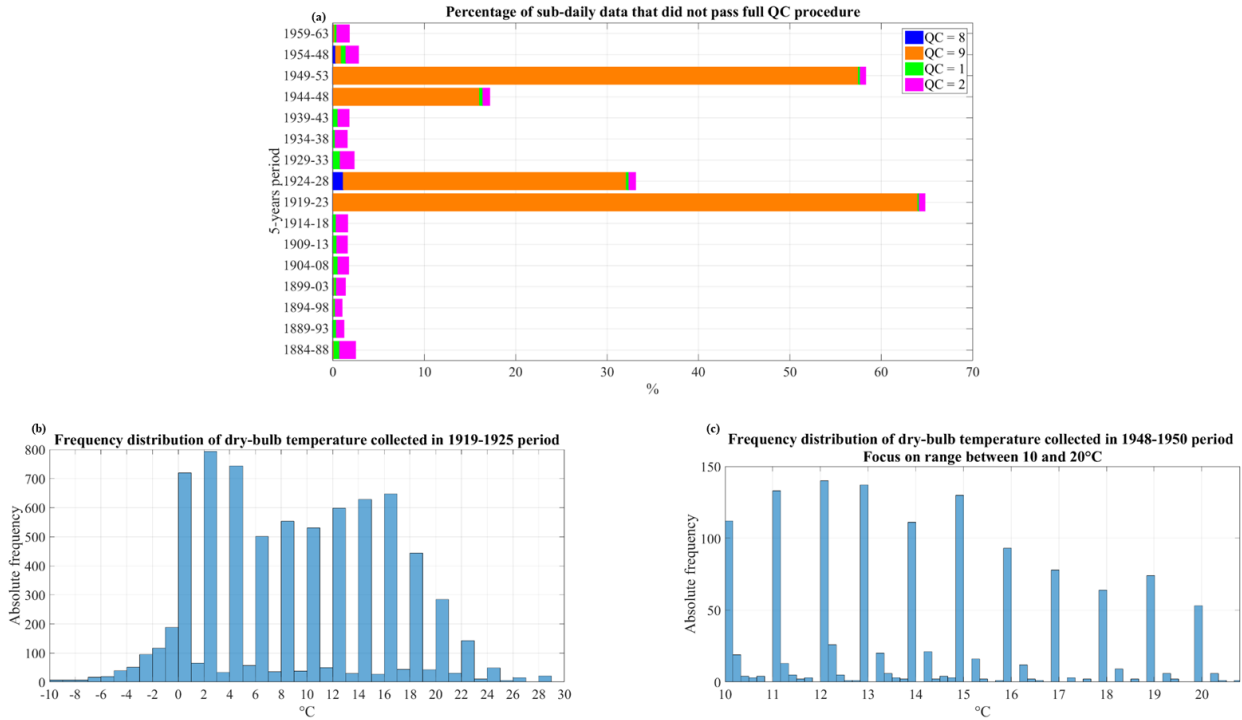 (a)
Percentage of sub-daily data that did not pass full QC procedure
1959-63
1954-48
1949-53
1944-48
1939-43
1934-38
1929-33
1924-28
1919-23
1914-18
1909-13
1904-08
1899-03
1894-98
1889-93
1884-88
5-years period
QC = 8
QC = 9
QC = 1
QC = 2
0 10 20 30 40 50 60 70
%
(b)
Frequency distribution of dry-bulb temperature collected in 1919-1925 period
800
700
600
500
400
300
200
100
0
Absolute frequency
-10 -8 -6 -4 -2 0 2 4 6 8 10 12 14 16 18 20 22 24 26 28 30
°C
(c)
Frequency distribution of dry-bulb temperature collected in 1948-1950 period
Focus on range between 10 and 20°C
150
100
50
0
Absolute frequency
10 11 12 13 14 15 16 17 18 19 20
°C